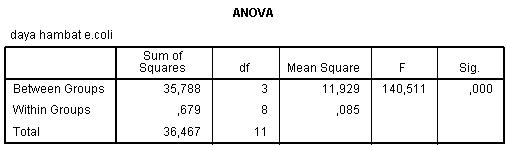 ANOVA
daya hambat e.coli
Sum of Squares df Mean Square F Sig.
Between Groups 35,788 3 11,929 140,511 ,000
Within Groups ,679 8 ,085
Total 36,467 11